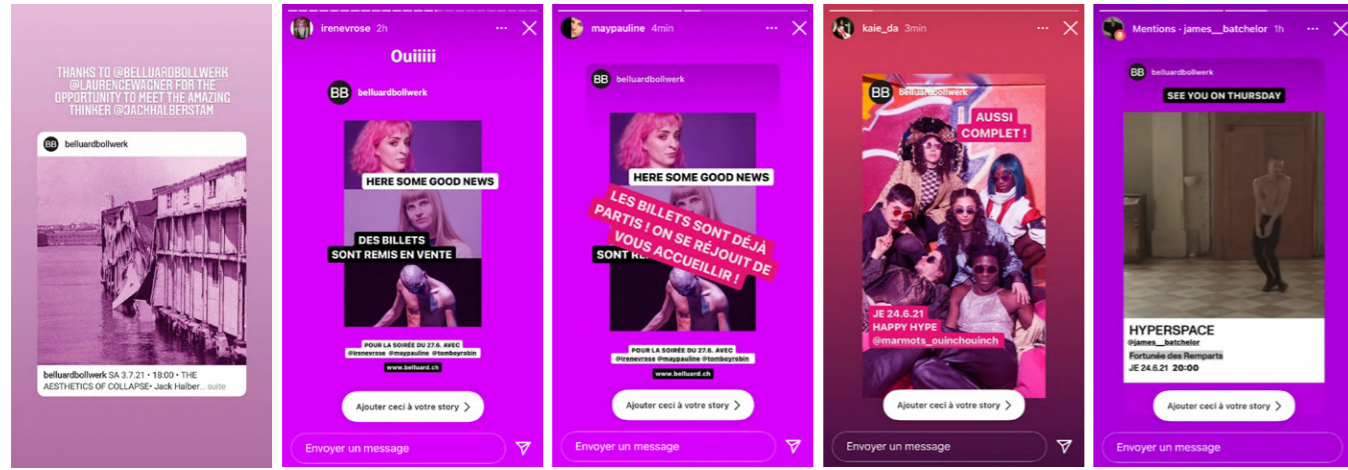 THANKS TO @BELLUARDBOLLWERK
@LAURENCEWAGNER FOR THE
OPPORTUNITY TO MEET THE AMAZING
THINKER @JACKHALBERSTAM
BB belluardbollwerk
belluardbollwerk SA 3.7.21 • 18:00 • THE
AESTHETICS OF COLLAPSE• Jack Halber... suite
irenevrose 2h
Ouiiiii
BB belluardbollwerk
HERE SOME GOOD NEWS
DES BILLETS
SONT REMIS EN VENTE
POUR LA SOIRÉE DU 27.6. AVEC
@irenevrose @maypauline @tomboyrobin
www.belluard.ch
Ajouter ceci à votre story >
Envoyer un message
maypauline 4min
BB belluardbollwerk
HERE SOME GOOD NEWS
LES BILLETS SONT DÉJÀ
PARTIS ! ON SE RÉJOUIT DE
VOUS ACCUEILLIR !
SONT RE
POUR LA SOIRÉE DU 27.6. AVEC
@irenevrose @maypauline @tomboyrobin
www.belluard.ch
Ajouter ceci à votre story >
Envoyer un message
kaie_da 3min
BB belluardbollwerk
AUSSI
COMPLET !
JE 24.6.21
HAPPY HYPE
@marmots_ouinchouinch
Ajouter ceci à votre story >
Envoyer un message
Mentions · james__batchelor 1h
BB belluardbollwerk
SEE YOU ON THURSDAY
HYPERSPACE
@james__batchelor
Fortunée des Remparts
JE 24.6.21 20:00
Ajouter ceci à votre story >
Envoyer un message